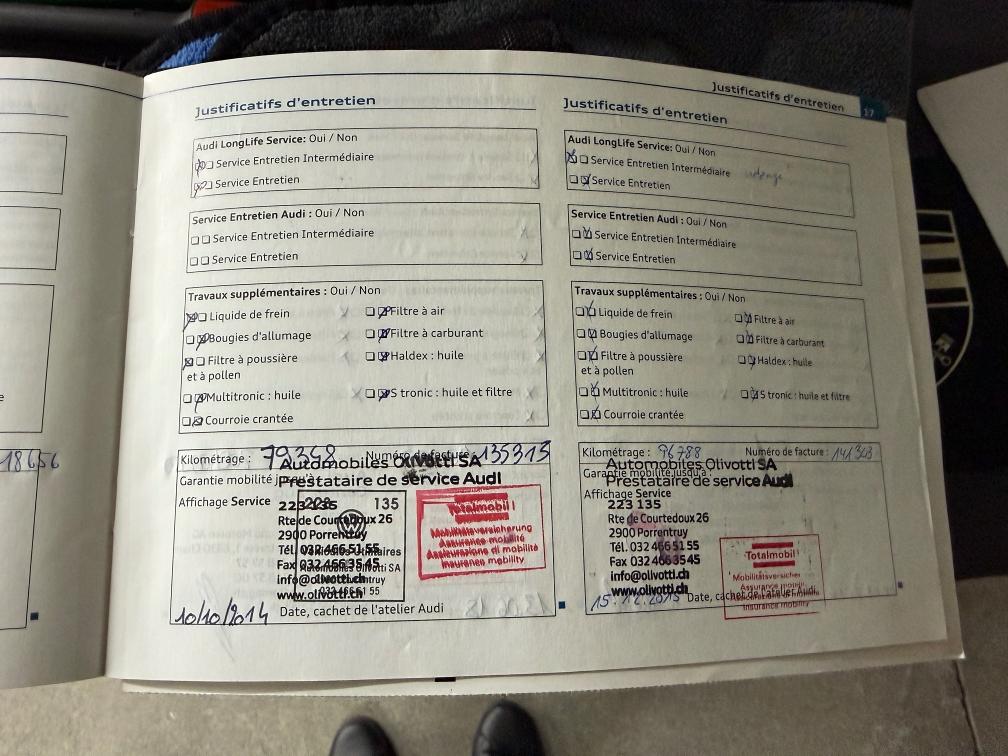 Justificatifs d'entretien
17
Justificatifs d'entretien
Audi LongLife Service: Oui / Non
Service Entretien Intermédiaire
Service Entretien
Service Entretien Audi : Oui / Non
Service Entretien Intermédiaire
Service Entretien
Travaux supplémentaires : Oui / Non
Liquide de frein
Filtre à air
Bougies d'allumage
Filtre à carburant
Filtre à poussière
et à pollen
Haldex : huile
Multitronic : huile
S tronic : huile et filtre
Courroie crantée
Kilométrage : 79358 Numéro de facture : 135315
Automobiles Olivotti SA
Garantie mobilité jusqu'à
Prestataire de service Audi
Affichage Service
223 135
135
Rte de Courtedoux 26
2900 Porrentruy
Tél. 032 466 51 55
Fax 032 466 35 45
info@olivotti.ch
www.olivotti.ch
Totalmobil!
Mobilitätsversicherung
Assurance mobilité
Assicurazione di mobilità
Insurance mobility
10/10/2014 Date, cachet de l'atelier Audi
Justificatifs d'entretien
Audi LongLife Service: Oui / Non
Service Entretien Intermédiaire
Service Entretien
Service Entretien Audi : Oui / Non
Service Entretien Intermédiaire
Service Entretien
Travaux supplémentaires : Oui / Non
Liquide de frein
Filtre à air
Bougies d'allumage
Filtre à carburant
Filtre à poussière
et à pollen
Haldex : huile
Multitronic : huile
S tronic : huile et filtre
Courroie crantée
Kilométrage : 96788 Numéro de facture : 141343
Automobiles Olivotti SA
Garantie mobilité jusqu'à :
Prestataire de service Audi
Affichage Service
223 135
Rte de Courtedoux 26
2900 Porrentruy
Tél. 032 466 51 55
Fax 032 466 35 45
info@olivotti.ch
www.olivotti.ch
Totalmobil!
Assurance mobilité
Insurance mobility
15.12.2015 Date, cachet de l'atelier Audi
18656